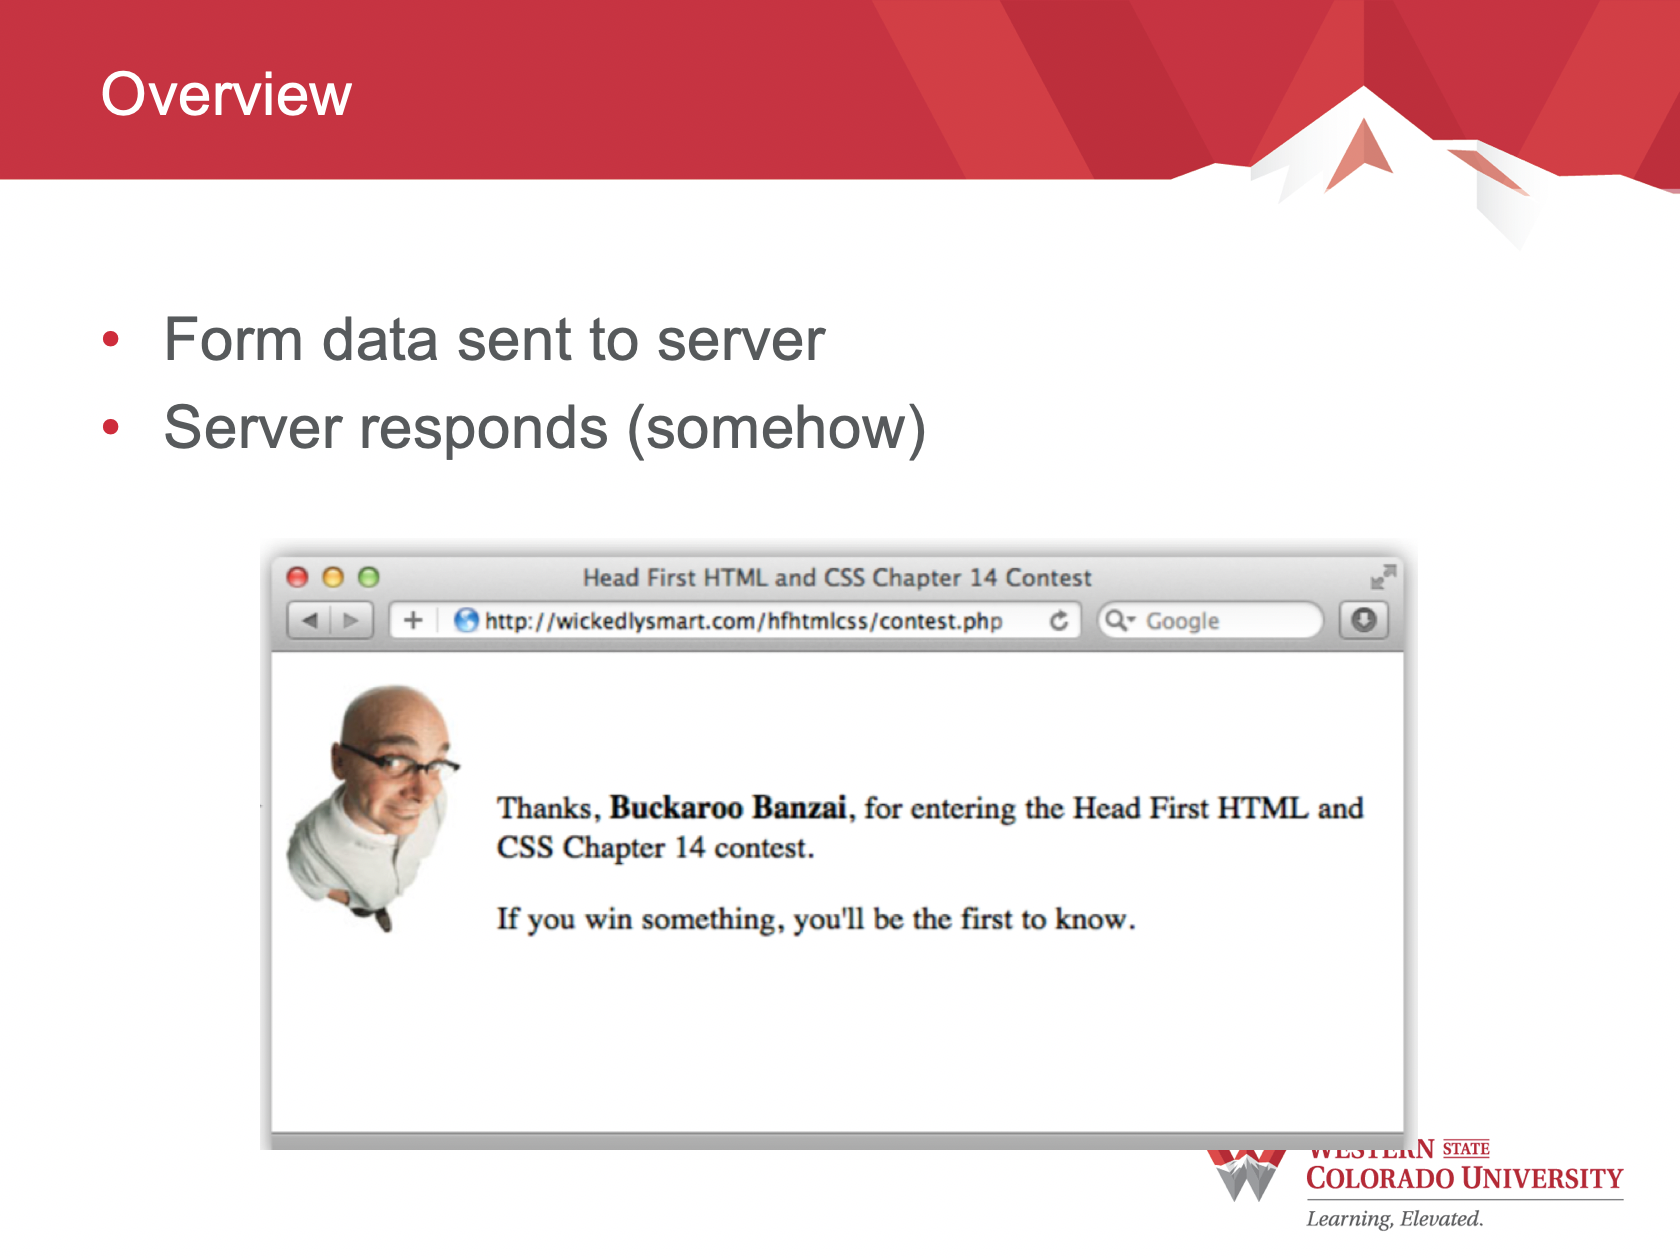 Overview
• Form data sent to server
• Server responds (somehow)
Head First HTML and CSS Chapter 14 Contest
http://wickedlysmart.com/hfhtmlcss/contest.php
Google
Thanks, Buckaroo Banzai, for entering the Head First HTML and
CSS Chapter 14 contest.
If you win something, you'll be the first to know.
WESTERN STATE
COLORADO UNIVERSITY
Learning, Elevated.